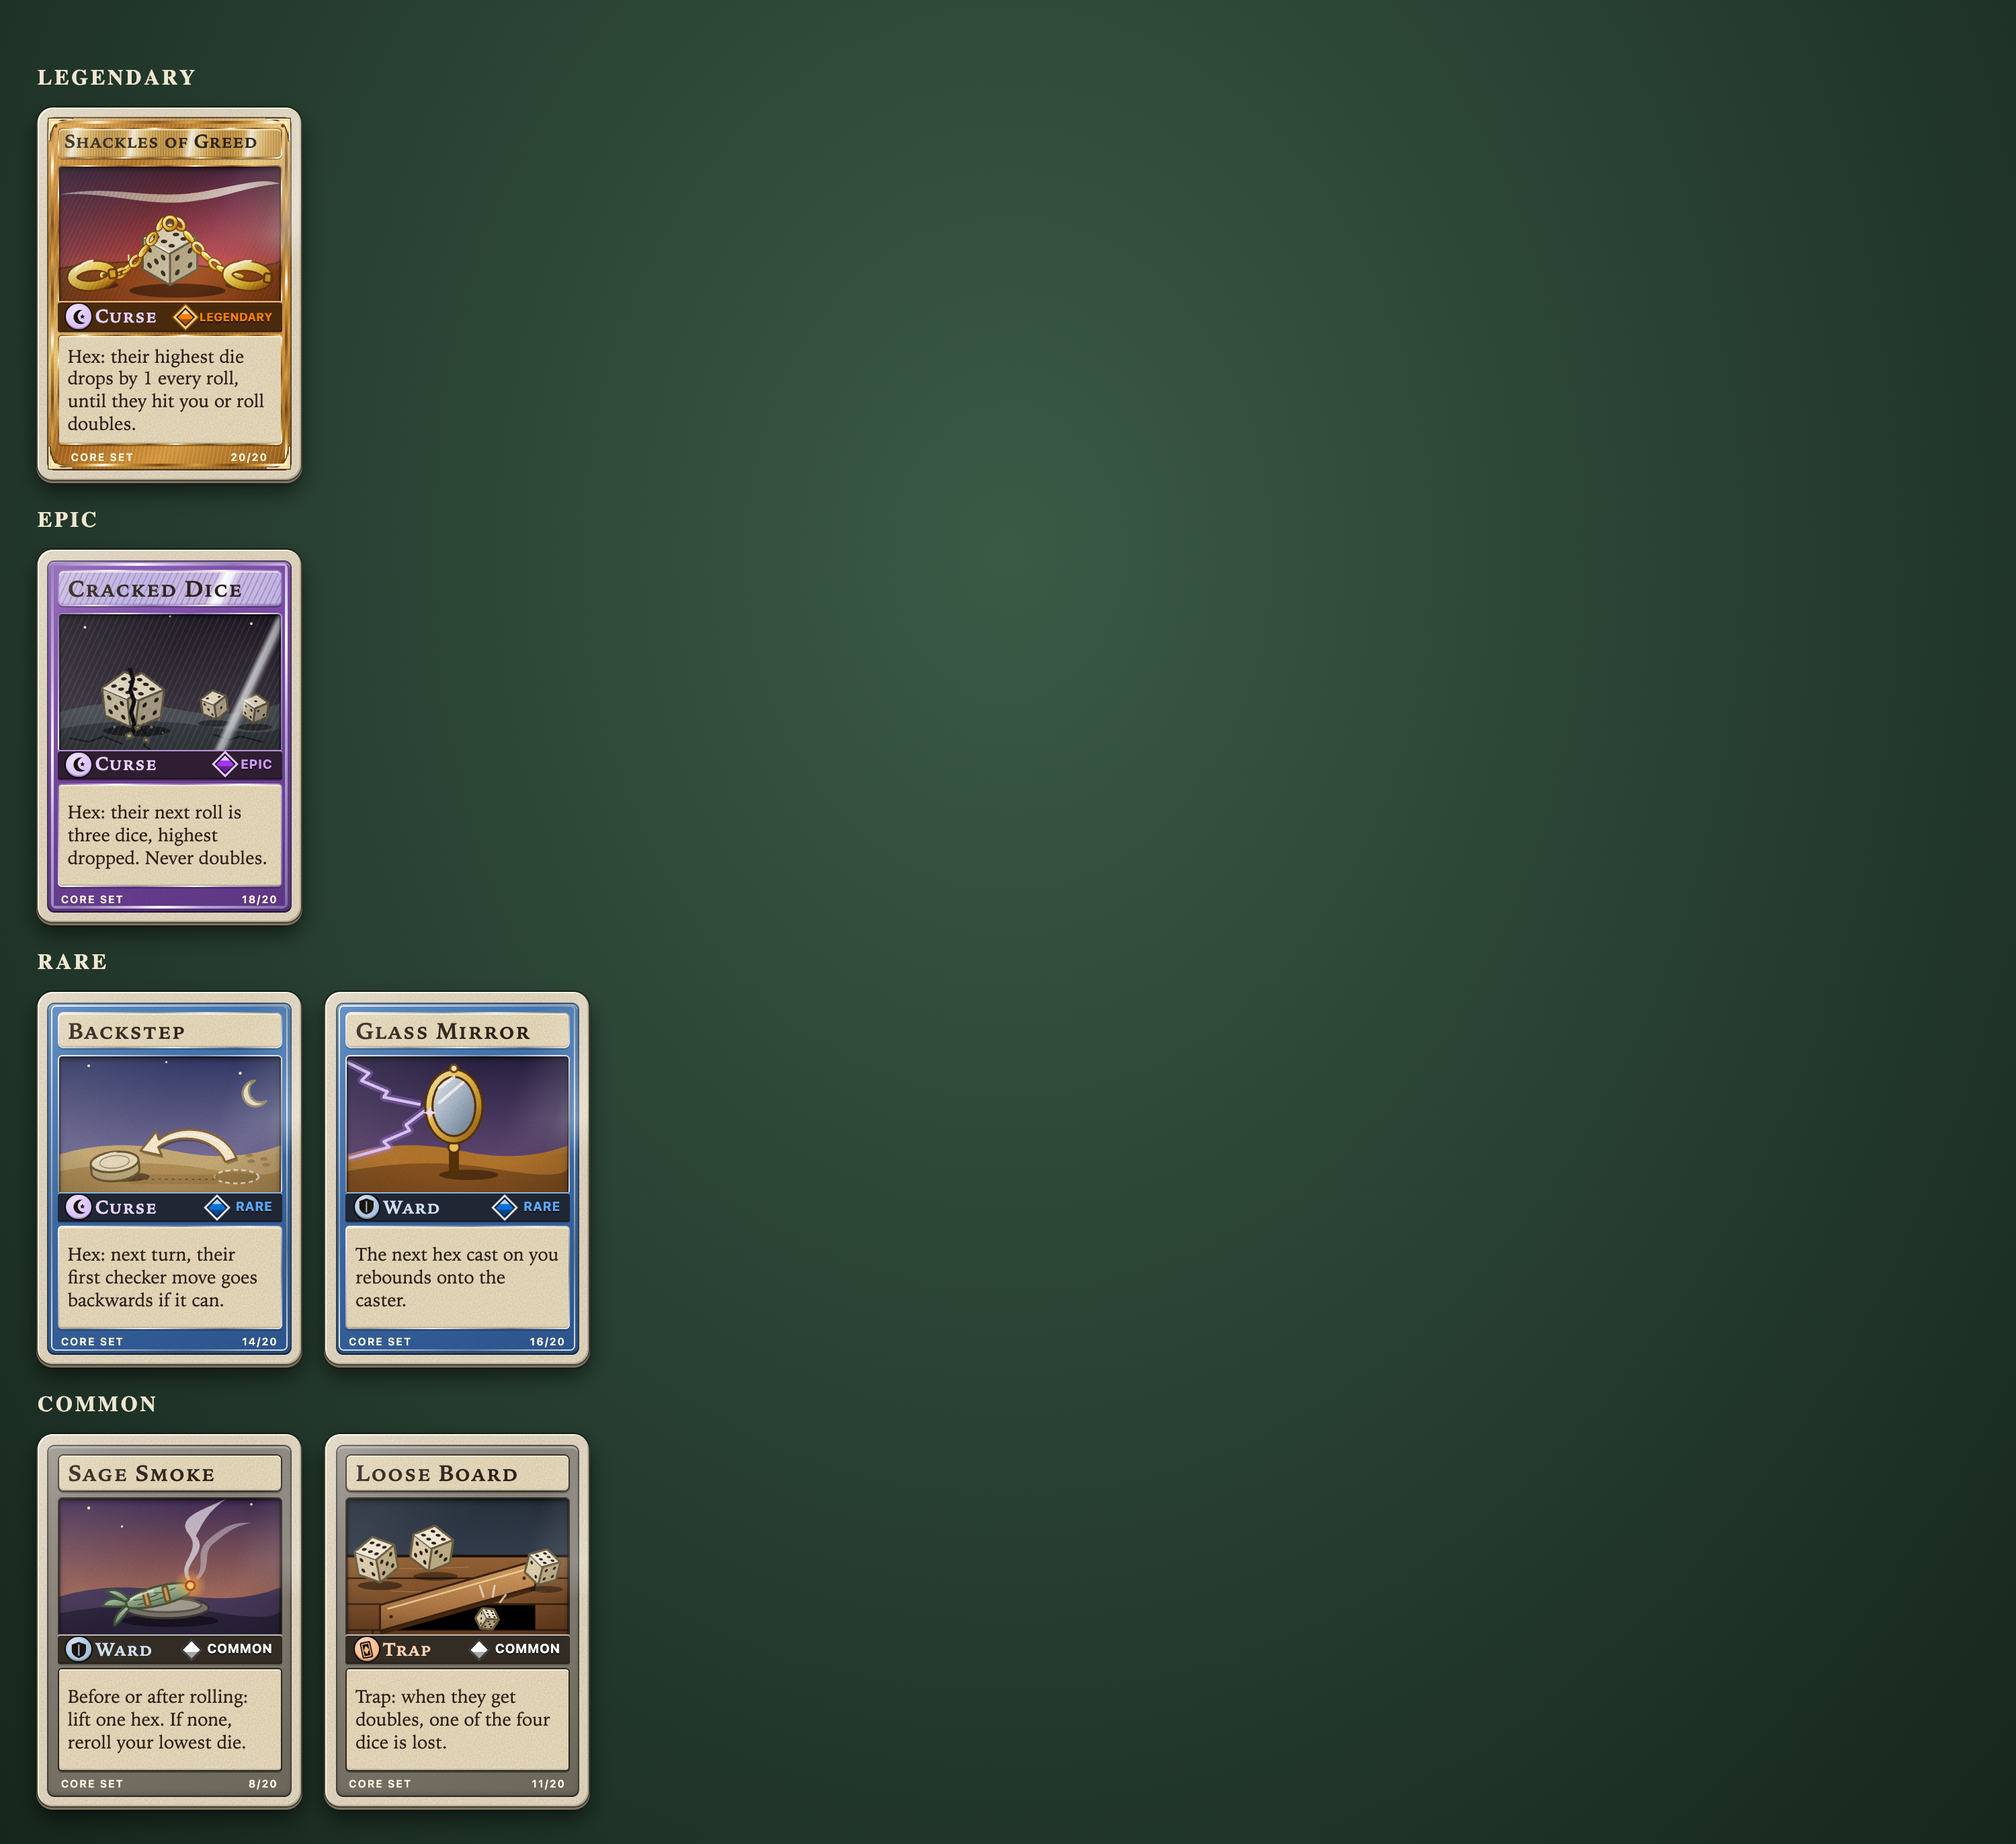 LEGENDARY
SHACKLES OF GREED
CURSE
LEGENDARY
Hex: their highest die
drops by 1 every roll,
until they hit you or roll
doubles.
CORE SET
20/20
EPIC
CRACKED DICE
CURSE
EPIC
Hex: their next roll is
three dice, highest
dropped. Never doubles.
CORE SET
18/20
RARE
BACKSTEP
CURSE
RARE
Hex: next turn, their
first checker move goes
backwards if it can.
CORE SET
14/20
GLASS MIRROR
WARD
RARE
The next hex cast on you
rebounds onto the
caster.
CORE SET
16/20
COMMON
SAGE SMOKE
WARD
COMMON
Before or after rolling:
lift one hex. If none,
reroll your lowest die.
CORE SET
8/20
LOOSE BOARD
TRAP
COMMON
Trap: when they get
doubles, one of the four
dice is lost.
CORE SET
11/20